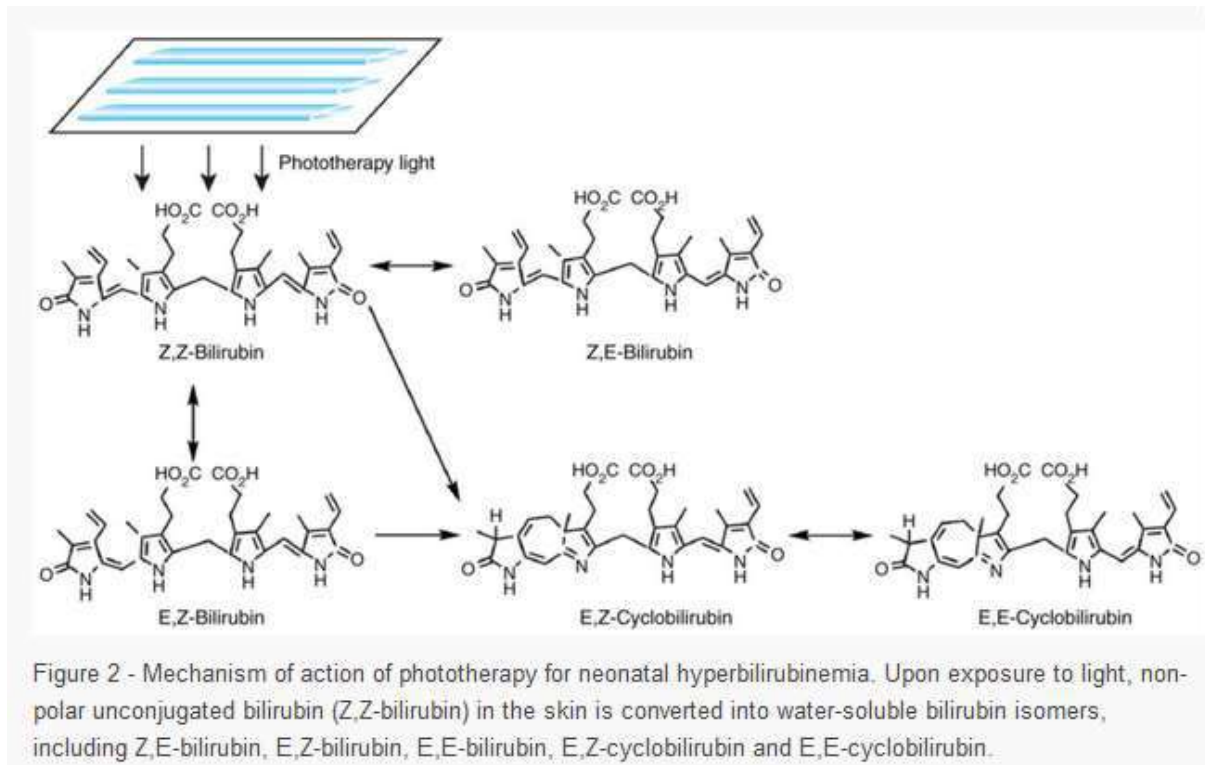 Phototherapy light
HO₂C CO₂H
HO₂C CO₂H
O
N
H
N
H
N
H
N
H
O
O
N
H
N
H
N
H
N
H
O
Z,Z-Bilirubin
Z,E-Bilirubin
HO₂C CO₂H
HO₂C CO₂H
HO₂C CO₂H
O
N
H
N
H
N
H
N
H
O
H
O
N
H
N
N
H
N
H
O
H
O
N
H
N
N
H
N
H
O
E,Z-Bilirubin
E,Z-Cyclobilirubin
E,E-Cyclobilirubin
Figure 2 - Mechanism of action of phototherapy for neonatal hyperbilirubinemia. Upon exposure to light, non-
polar unconjugated bilirubin (Z,Z-bilirubin) in the skin is converted into water-soluble bilirubin isomers,
including Z,E-bilirubin, E,Z-bilirubin, E,E-bilirubin, E,Z-cyclobilirubin and E,E-cyclobilirubin.